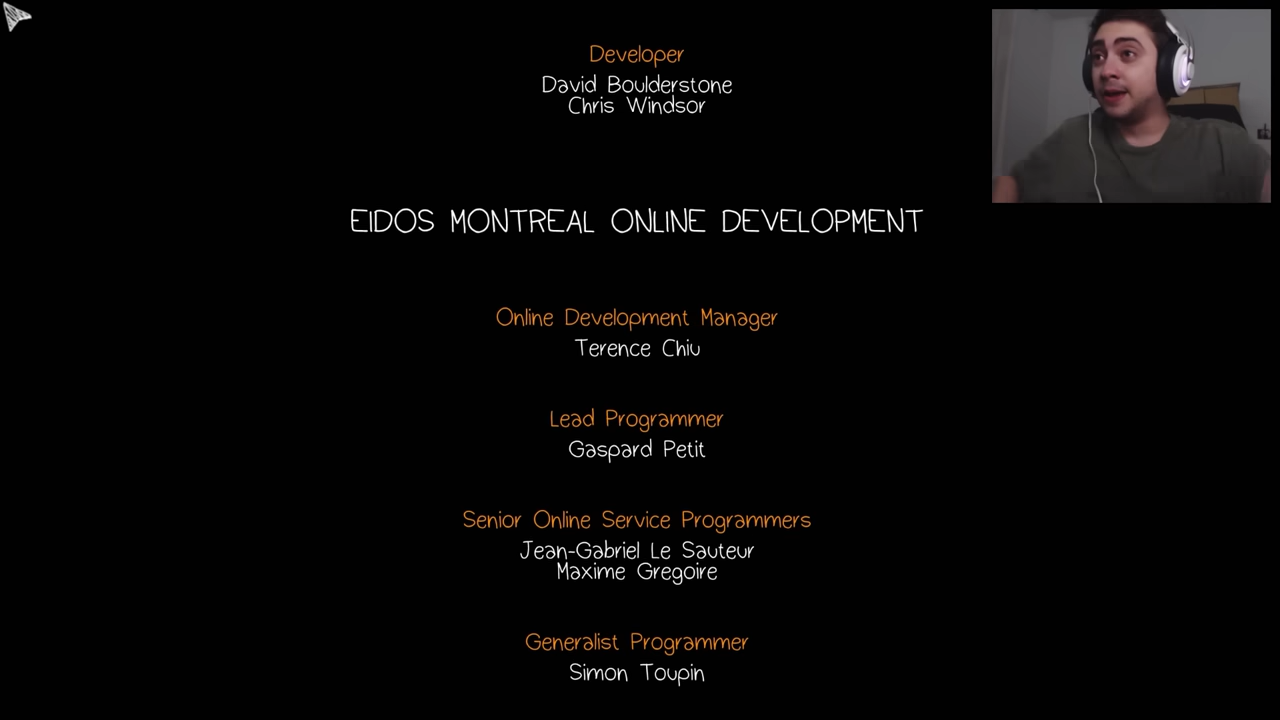 Developer
David Boulderstone
Chris Windsor
EIDOS MONTREAL ONLINE DEVELOPMENT
Online Development Manager
Terence Chiu
Lead Programmer
Gaspard Petit
Senior Online Service Programmers
Jean-Gabriel Le Sauteur
Maxime Gregoire
Generalist Programmer
Simon Toupin